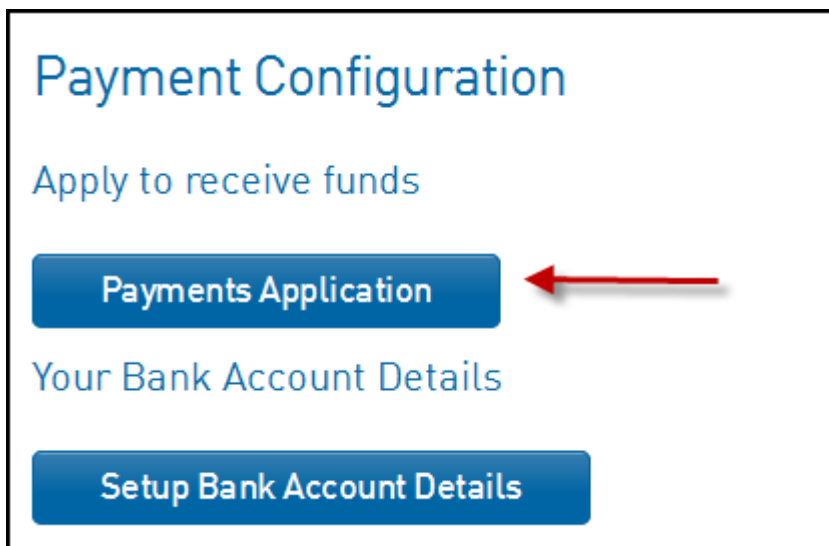 Payment Configuration
Apply to receive funds
Payments Application
Your Bank Account Details
Setup Bank Account Details